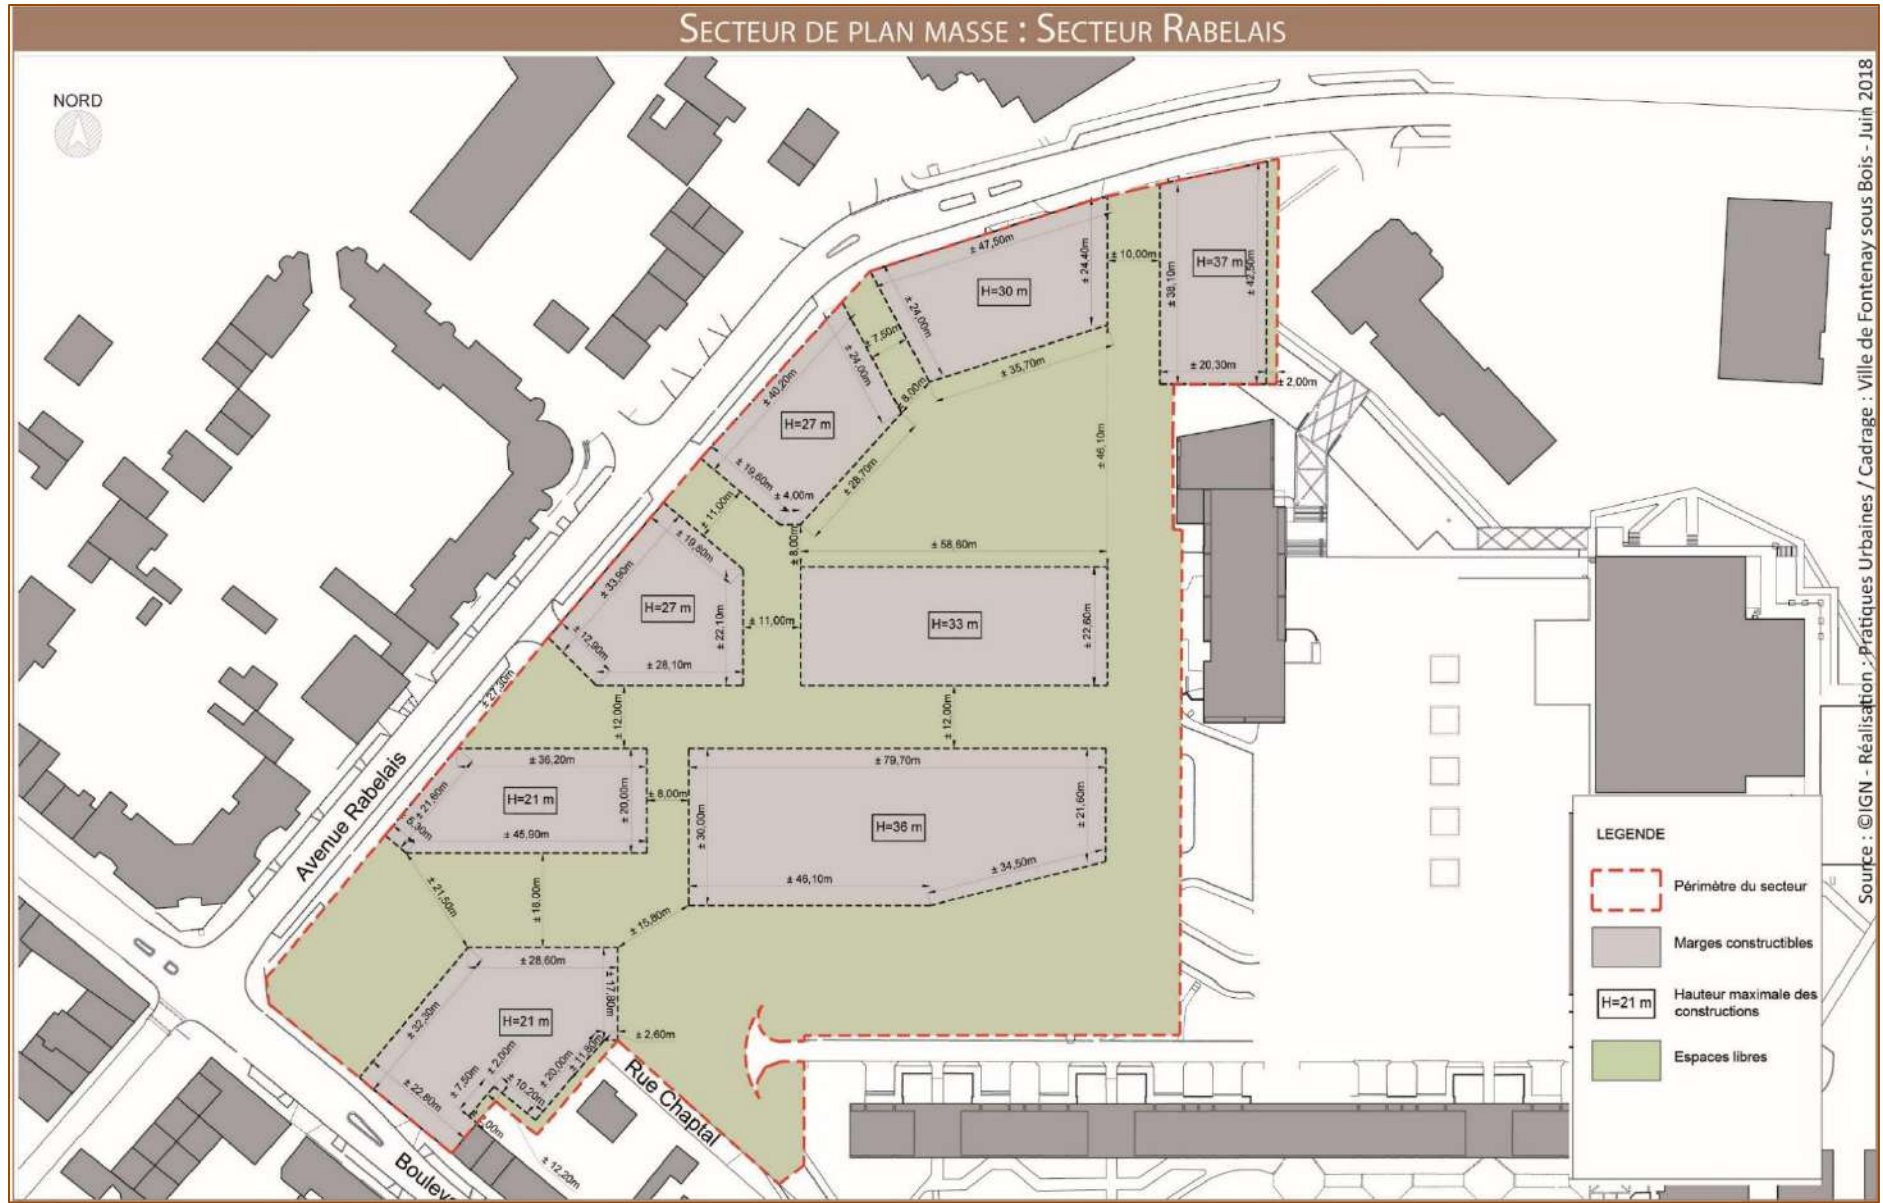 SECTEUR DE PLAN MASSE : SECTEUR RABELAIS
NORD
± 47,50m
± 24,40m
± 10,00m
H=37 m
± 38,10m
± 42,50m
H=30 m
± 24,00m
± 7,50m
± 24,00m
± 8,00m
± 35,70m
± 20,30m
± 2,00m
± 40,20m
H=27 m
± 19,60m
± 4,00m
± 28,70m
± 46,10m
± 11,00m
± 8,00m
± 58,60m
± 19,80m
± 33,90m
H=27 m
± 22,10m
± 11,00m
H=33 m
± 22,60m
± 12,90m
± 28,10m
± 27,30m
± 12,00m
± 12,00m
± 36,20m
± 79,70m
± 21,60m
H=21 m
± 20,00m
± 8,00m
± 30,00m
H=36 m
± 21,60m
5,30m
± 45,90m
± 46,10m
± 34,50m
Avenue Rabelais
± 21,50m
± 18,00m
± 15,80m
± 28,60m
± 17,80m
± 32,30m
H=21 m
± 2,60m
± 2,00m
± 7,50m
± 10,20m
± 20,00m
± 11,80m
± 22,80m
,00m
± 12,20m
Rue Chaptal
Boulev
LEGENDE
Périmètre du secteur
Marges constructibles
H=21 m
Hauteur maximale des
constructions
Espaces libres
Source : ©IGN - Réalisation : Pratiques Urbaines / Cadrage : Ville de Fontenay sous Bois - Juin 2018